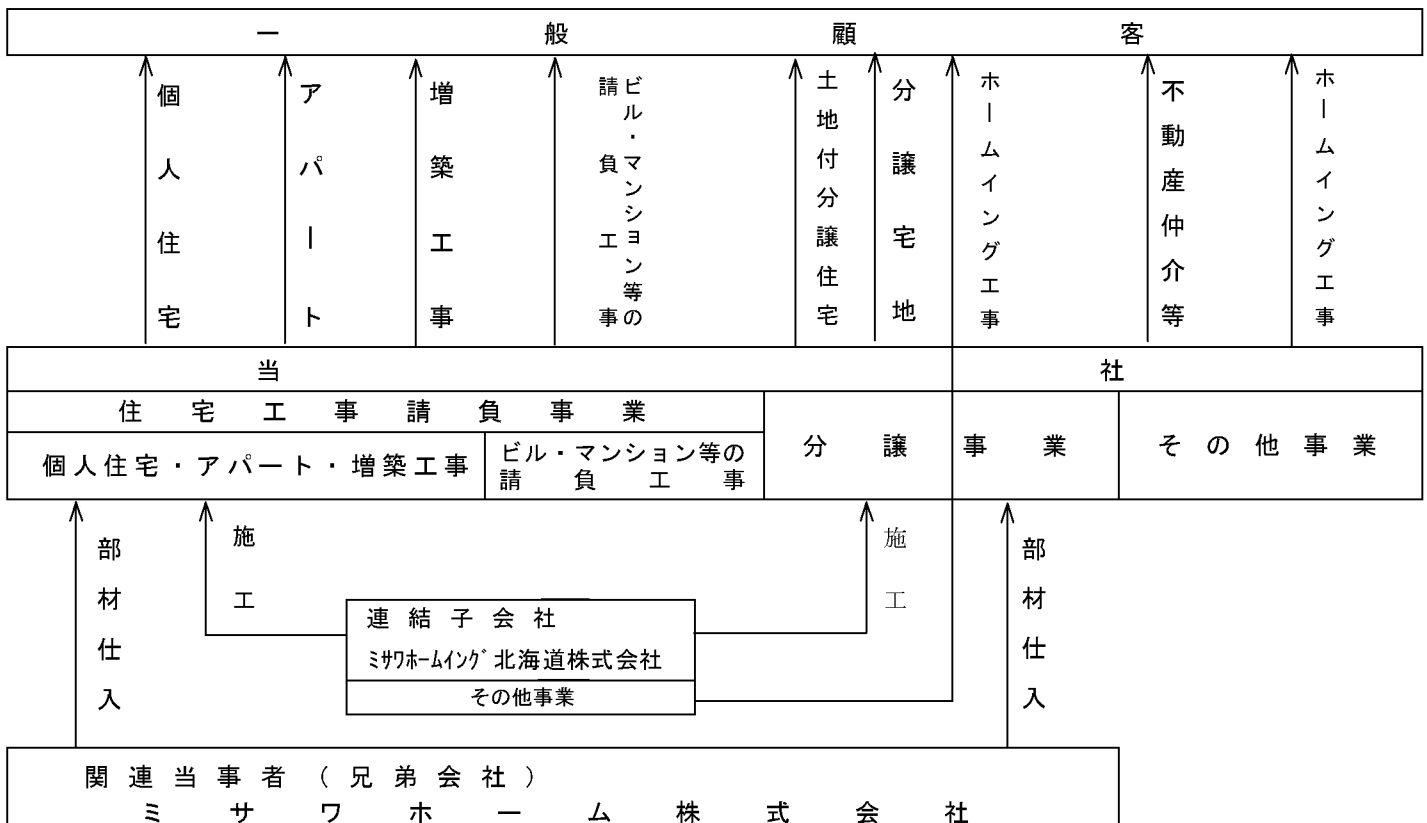 一般顧客
個人住宅
アパート
増築工事
ビル・マンション等の
請負工事
土地付分譲住宅
分譲宅地
ホームイング工事
不動産仲介等
ホームイング工事
当社
住宅工事請負事業
個人住宅・アパート・増築工事
ビル・マンション等の
請負工事
分譲事業
その他事業
部材仕入
施工
施工
部材仕入
連結子会社
ﾐｻﾜﾎｰﾑｲﾝｸﾞ北海道株式会社
その他事業
関連当事者(兄弟会社)
ミサワホーム株式会社